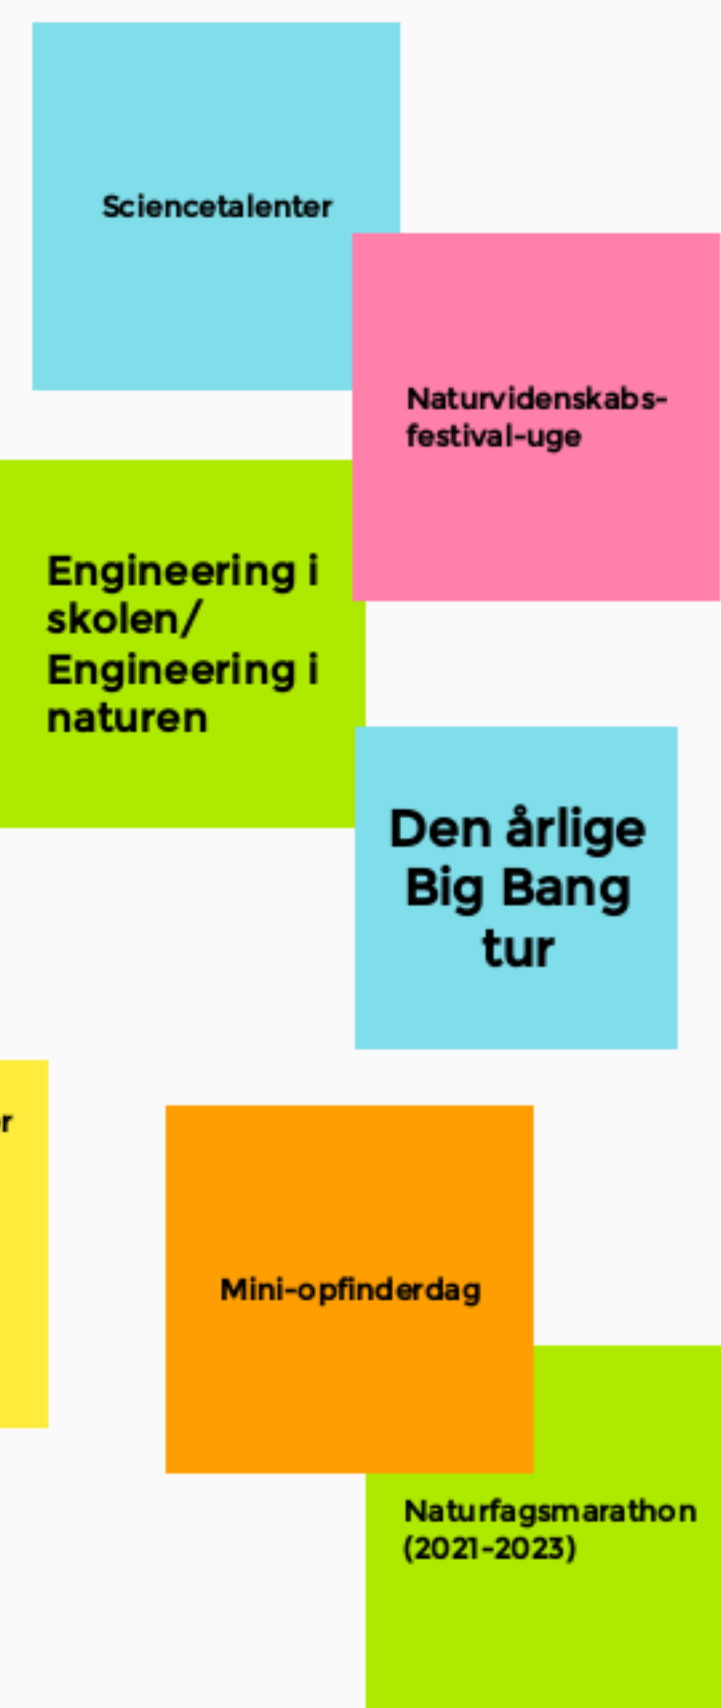 Sciencetalenter
Naturvidenskabs-
festival-uge
Engineering i
skolen/
Engineering i
naturen
Den årlige
Big Bang
tur
Mini-opfinderdag
Naturfagsmarathon
(2021-2023)